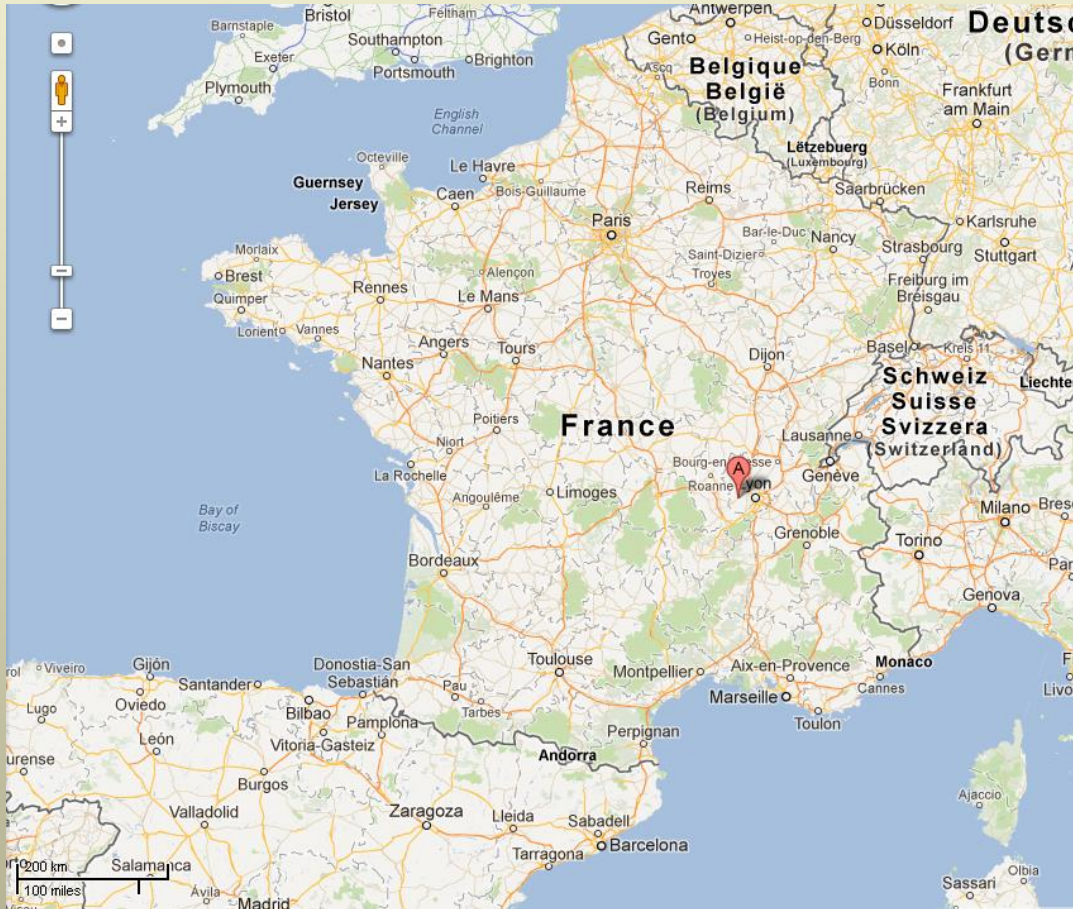 Antwerpen
Bristol
Feltham
Barnstaple
Düsseldorf
Deutsc
Gent
Heist-op-den-Berg
Southampton
Köln
(Gern
Exeter
Brighton
Belgique
Ascq
Portsmouth
België
Bonn
Plymouth
Frankfurt
am Main
(Belgium)
English
Channel
Lëtzebuerg
(Luxembourg)
Octeville
Le Havre
Guernsey
Bois-Guillaume
Reims
Saarbrücken
Jersey
Caen
Paris
Karlsruhe
Bar-le-Duc
Nancy
Strasbourg
Morlaix
Saint-Dizier
Stuttgart
Brest
Alençon
Troyes
Freiburg im
Breisgau
Rennes
Le Mans
Quimper
Lorient
Vannes
Angers
Tours
Basel
Kreis 11
Dijon
Nantes
Schweiz
Suisse
Svizzera
(Switzerland)
Liechte
Poitiers
France
Lausanne
Niort
Bourg-en-
esse
Genève
La Rochelle
A
Roanne
Lyon
Angoulême
Limoges
Milano
Bresc
Bay of
Biscay
Grenoble
Torino
Bordeaux
Par
Genova
Viveiro
Gijón
Donostia-San
Sebastián
Toulouse
Montpellier
Aix-en-Provence
Monaco
Santander
Pau
Cannes
Livo
Lugo
Oviedo
Bilbao
Pamplona
Tarbes
Marseille
Toulon
León
Vitoria-Gasteiz
Perpignan
Andorra
urense
Burgos
Ajaccio
Valladolid
Zaragoza
Lleida
Sabadell
Barcelona
Tarragona
200 km
Salamanca
100 miles
Ávila
Madrid
Olbia
Sassari